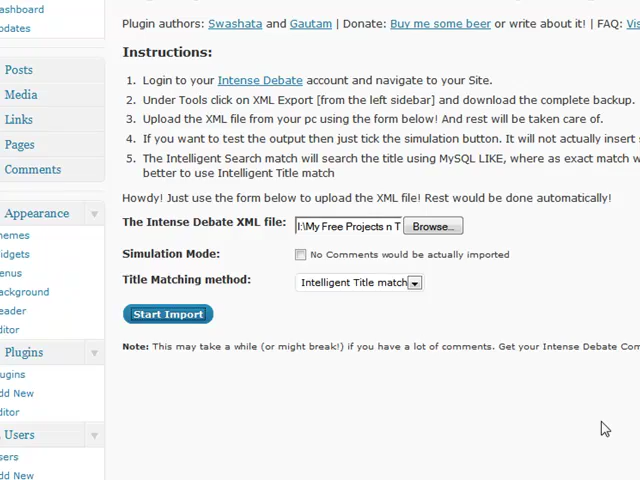 ashboard
pdates
Posts
Media
Links
Pages
Comments
Appearance
hemes
idgets
enus
ackground
eader
ditor
Plugins
lugins
dd New
ditor
Users
sers
dd New
Plugin authors: Swashata and Gautam | Donate: Buy me some beer or write about it! | FAQ: Vis
Instructions:
1. Login to your Intense Debate account and navigate to your Site.
2. Under Tools click on XML Export [from the left sidebar] and download the complete backup.
3. Upload the XML file from your pc using the form below! And rest will be taken care of.
4. If you want to test the output then just tick the simulation button. It will not actually insert
5. The Intelligent Search match will search the title using MySQL LIKE, where as exact match w
better to use Intelligent Title match
Howdy! Just use the form below to upload the XML file! Rest would be done automatically!
The Intense Debate XML file: I:\My Free Projects n T Browse...
Simulation Mode: No Comments would be actually imported
Title Matching method: Intelligent Title match
Start Import
Note: This may take a while (or might break!) if you have a lot of comments. Get your Intense Debate Com